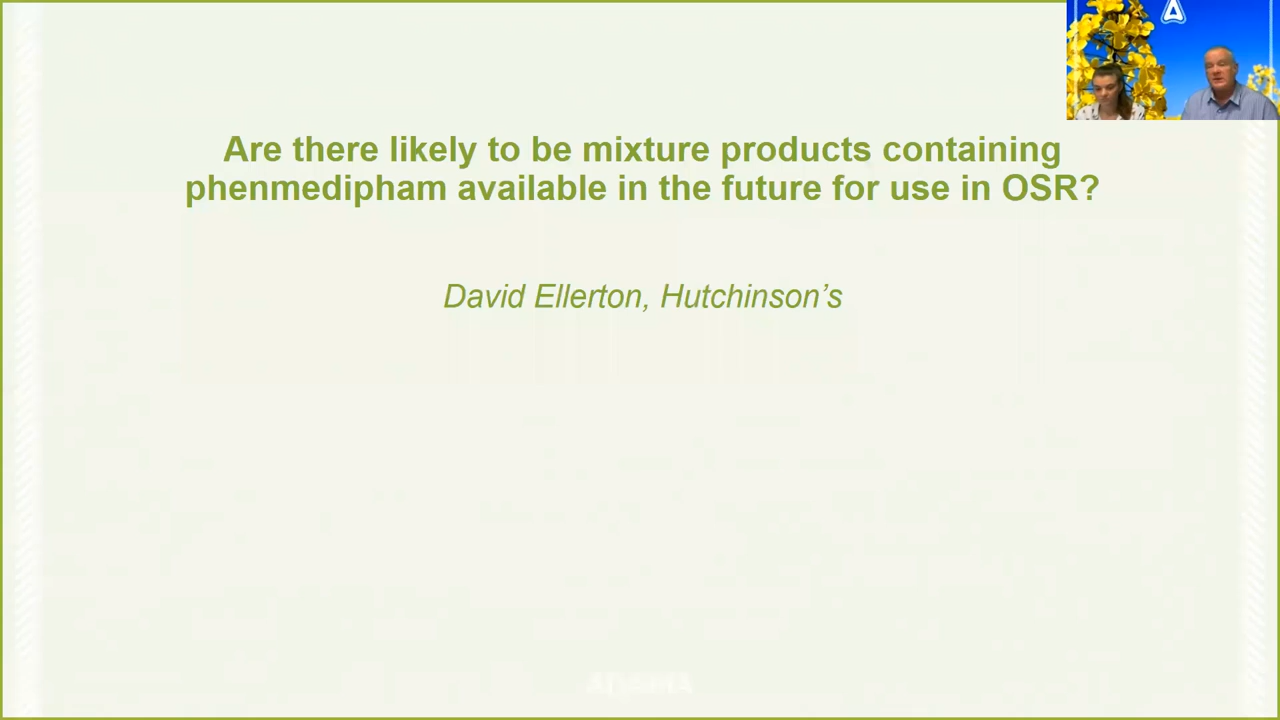 Are there likely to be mixture products containing
phenmedipham available in the future for use in OSR?
David Ellerton, Hutchinson’s